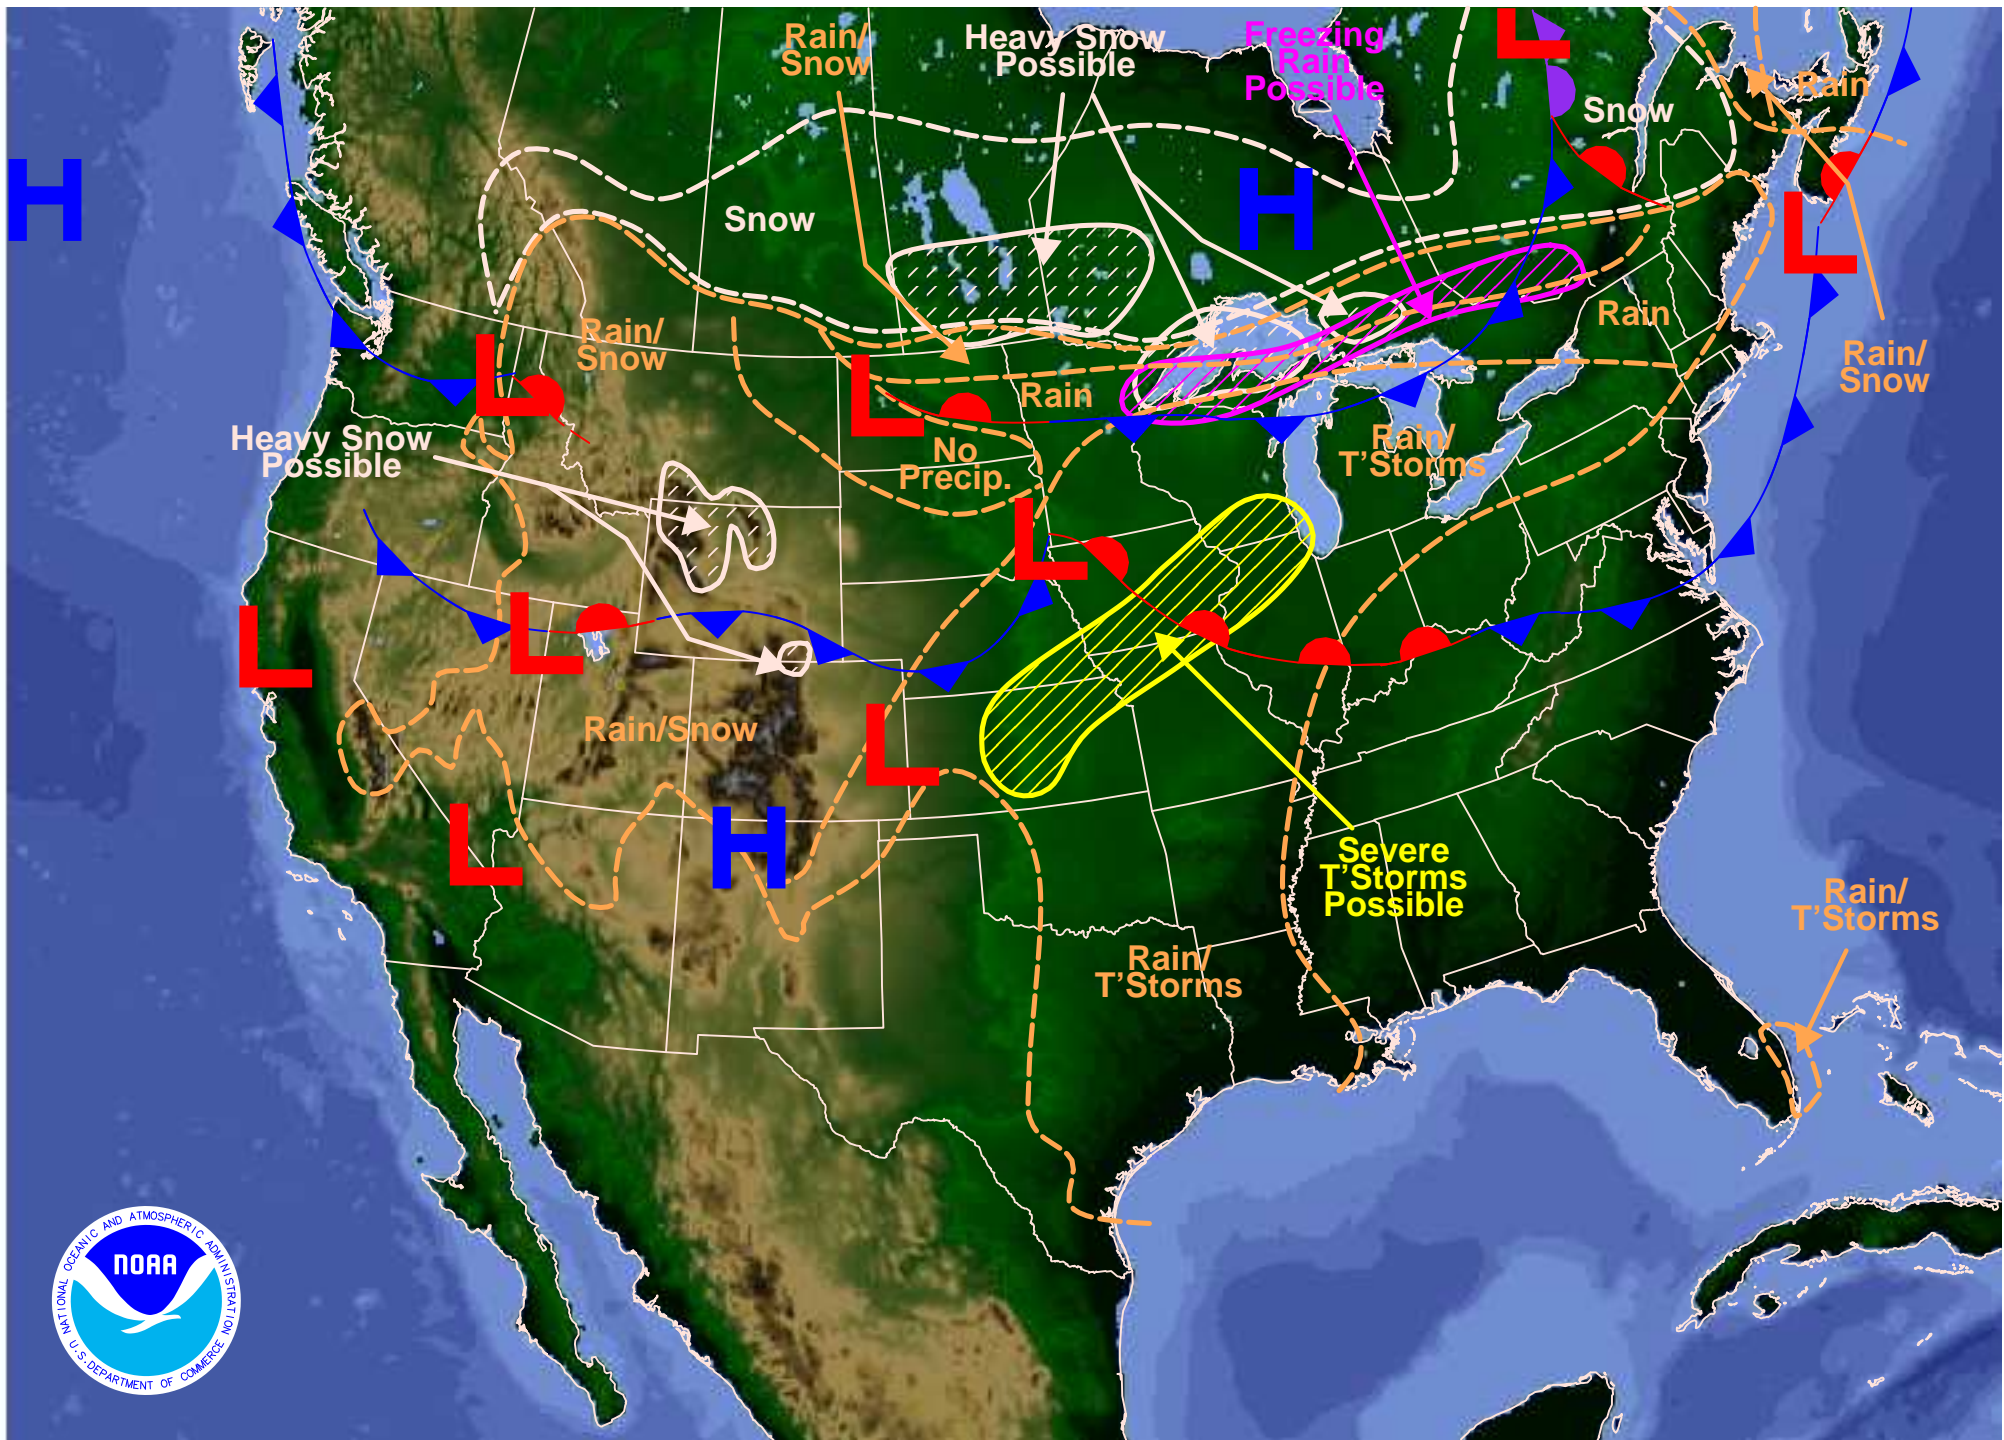 Rain/
Snow
Heavy Snow
Possible
Freezing
Rain
Possible
L
Rain
Snow
H
H
Snow
L
Rain/
Snow
Rain
L
L
Rain/
Snow
Rain
Heavy Snow
Possible
No
Precip.
Rain/
T'Storms
L
L
L
Rain/Snow
L
L
H
Severe
T'Storms
Possible
Rain/
T'Storms
Rain/
T'Storms
NATIONAL OCEANIC AND ATMOSPHERIC ADMINISTRATION
NOAA
U.S. DEPARTMENT OF COMMERCE